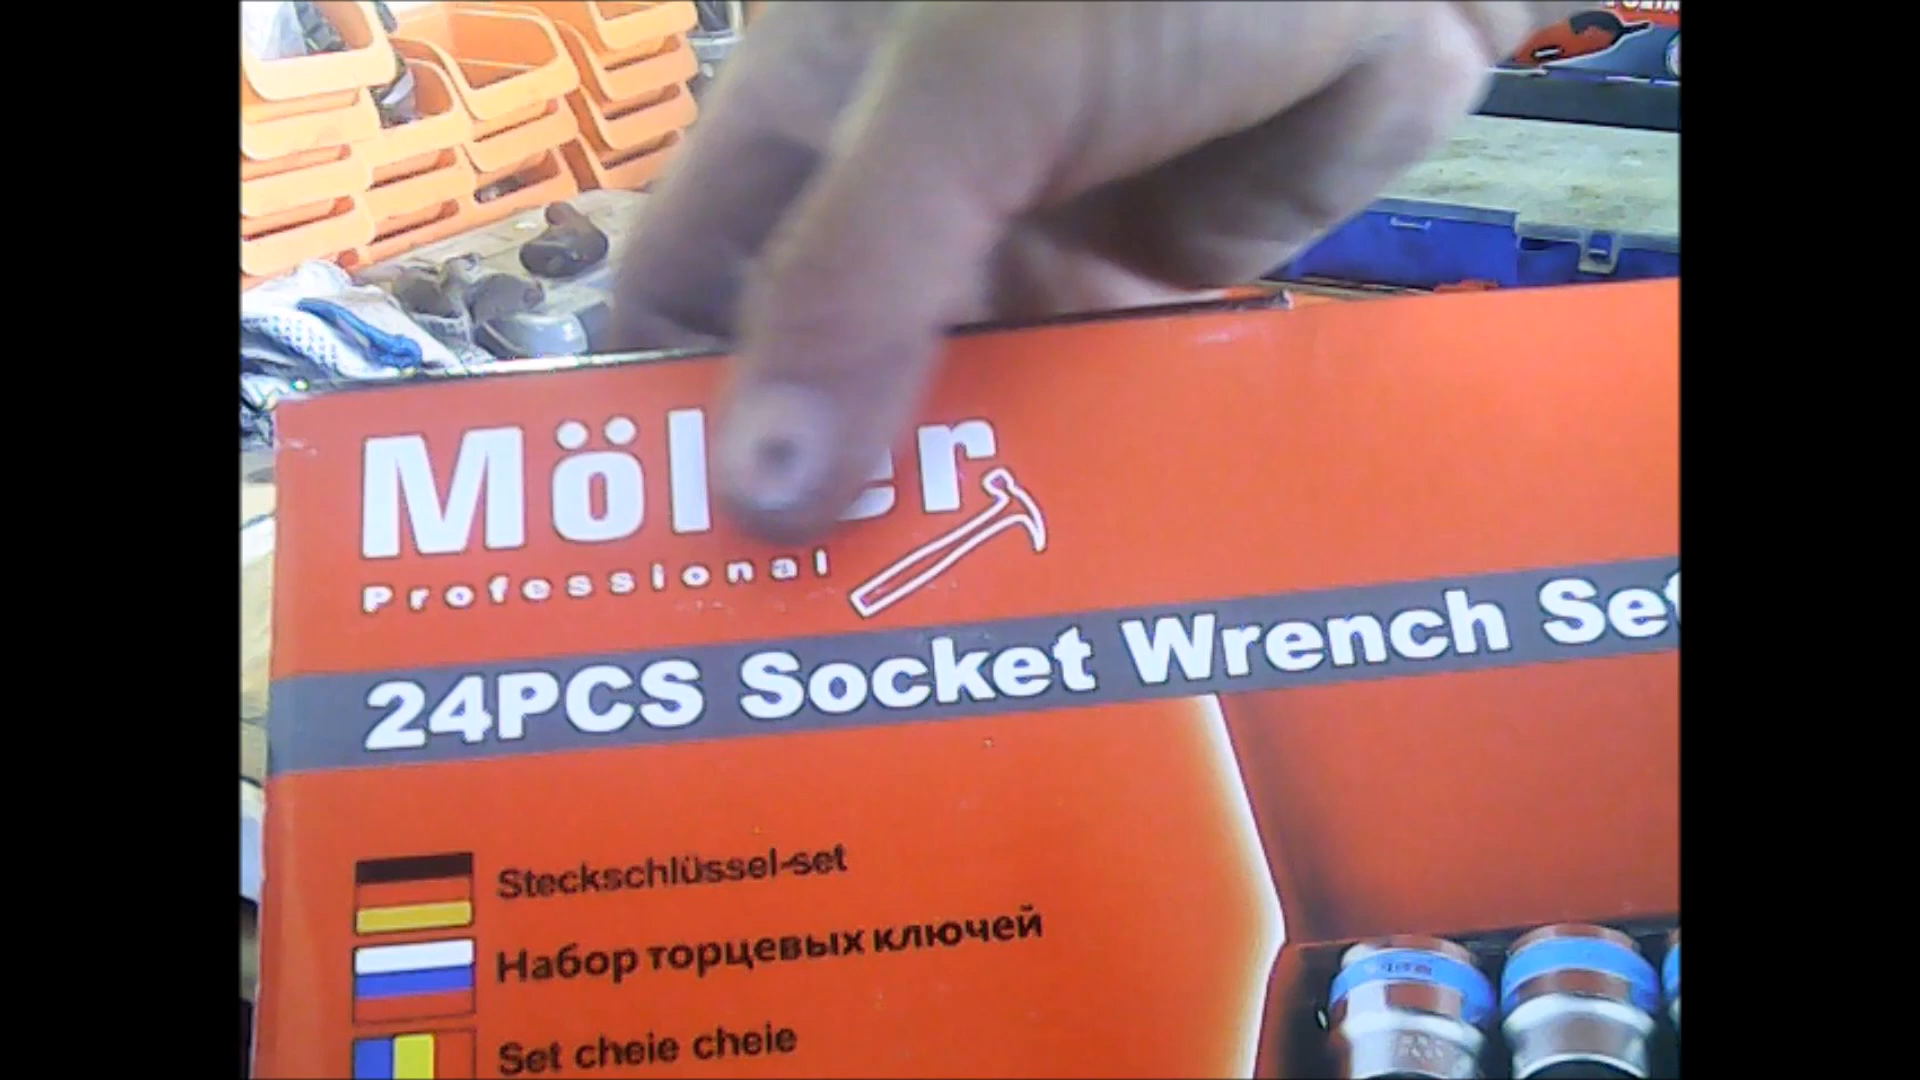 Professional
24PCS Socket Wrench Set
Steckschlüssel-set
Набор торцевых ключей
Set cheie cheie